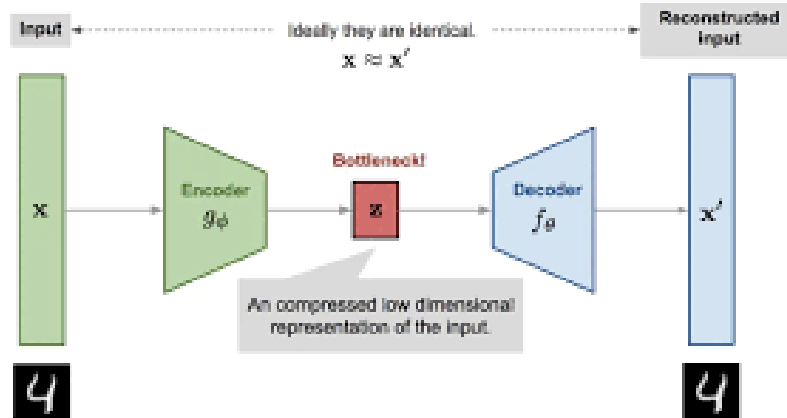 Input
Ideally they are identical.
x ≈ x′
Reconstructed
input
Bottleneck!
x
Encoder
gϕ
z
Decoder
fθ
x′
An compressed low dimensional
representation of the input.
4
4